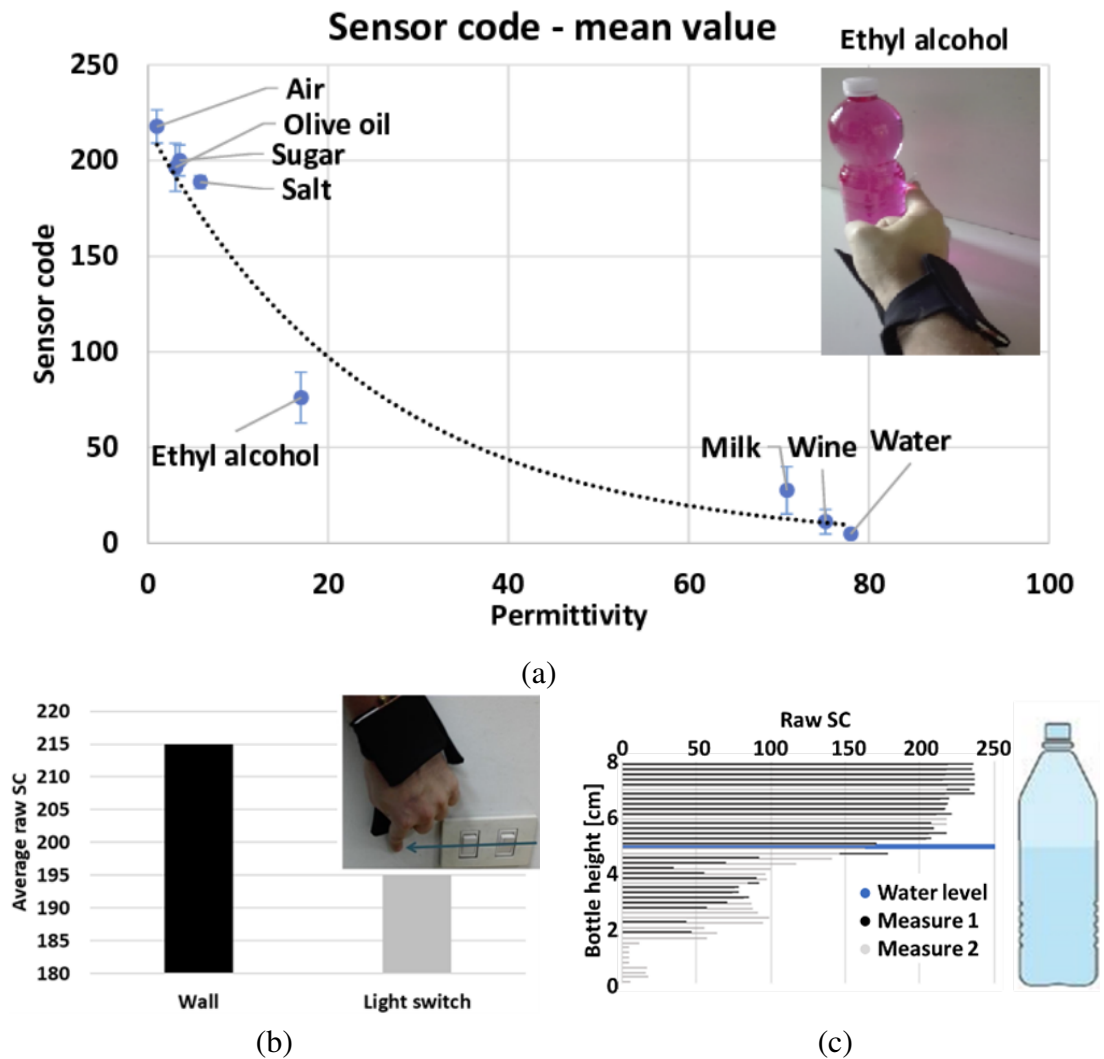 Sensor code - mean value
Ethyl alcohol
250
200
150
100
50
0
Sensor code
Air
Olive oil
Sugar
Salt
Ethyl alcohol
Milk
Wine
Water
0 20 40 60 80 100
Permittivity
(a)
220
215
210
205
200
195
190
185
180
Average raw SC
Wall
Light switch
(b)
Raw SC
0 50 100 150 200 250
8
6
4
2
0
Bottle height [cm]
Water level
Measure 1
Measure 2
(c)